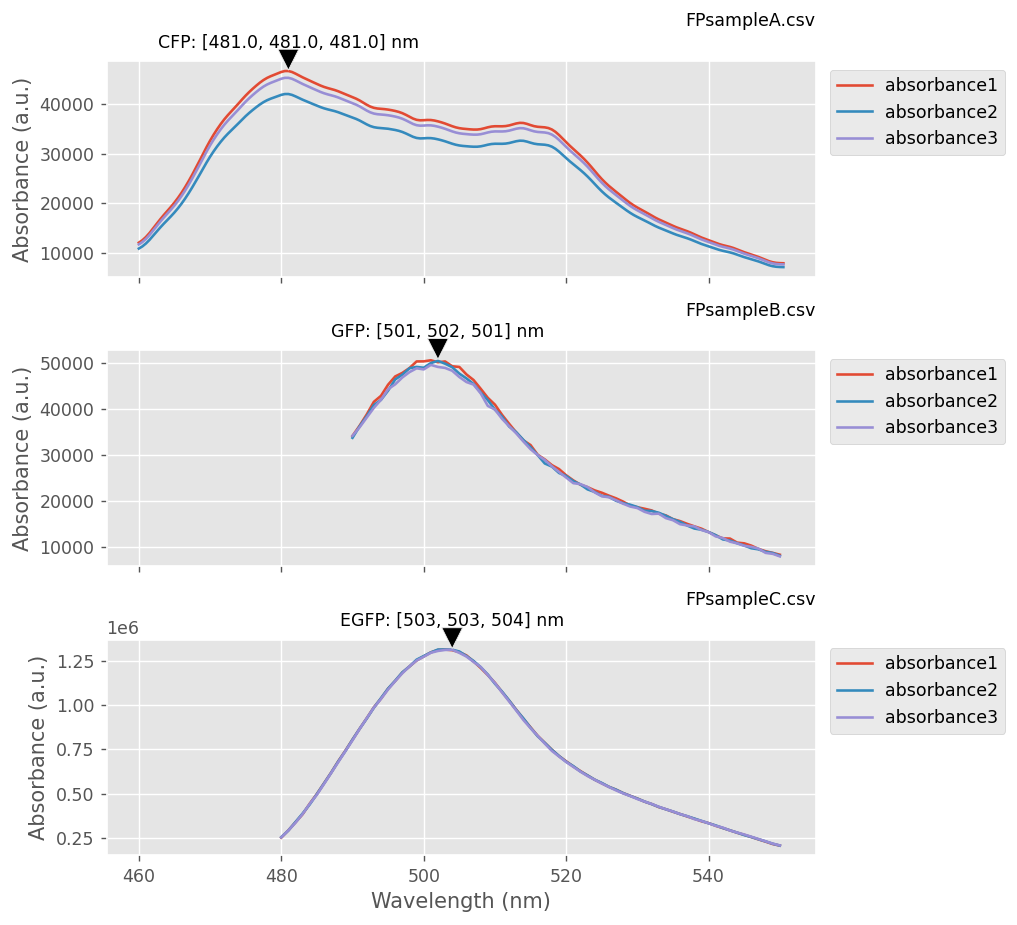 FPsampleA.csv
CFP: [481.0, 481.0, 481.0] nm
Absorbance (a.u.)
40000
30000
20000
10000
absorbance1
absorbance2
absorbance3
FPsampleB.csv
GFP: [501, 502, 501] nm
Absorbance (a.u.)
50000
40000
30000
20000
10000
absorbance1
absorbance2
absorbance3
FPsampleC.csv
EGFP: [503, 503, 504] nm
1e6
Absorbance (a.u.)
1.25
1.00
0.75
0.50
0.25
absorbance1
absorbance2
absorbance3
460 480 500 520 540
Wavelength (nm)